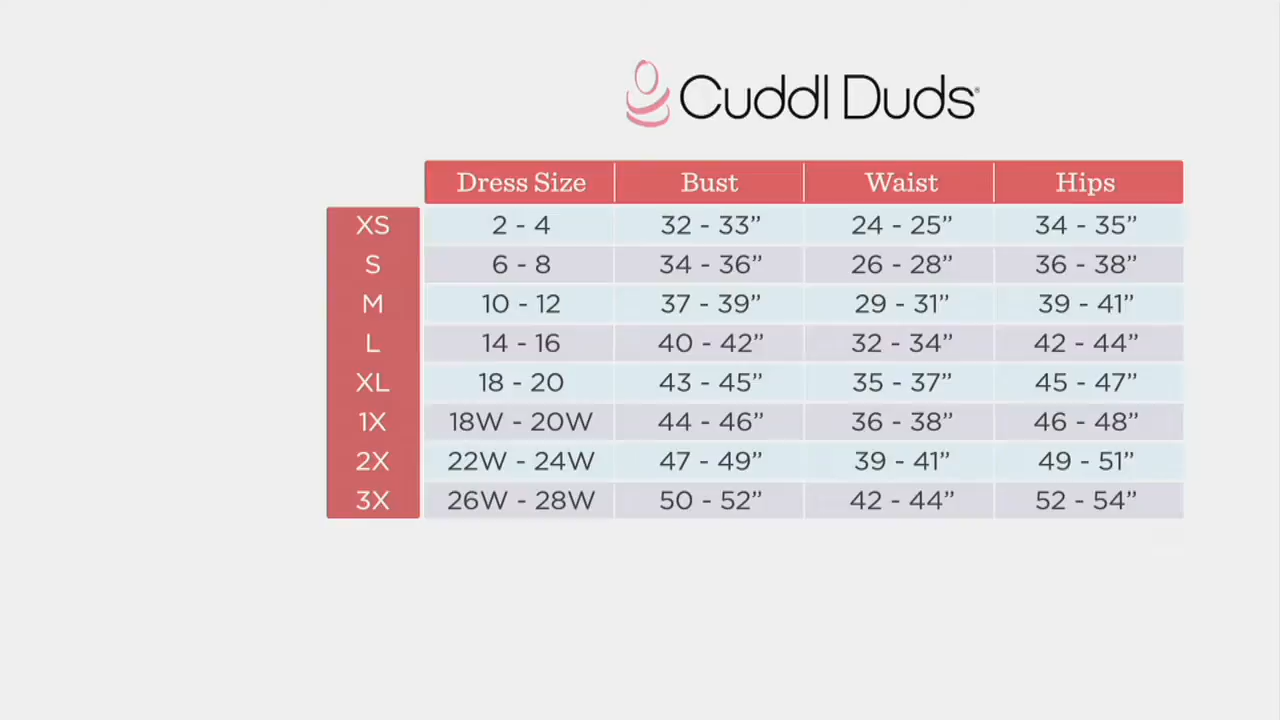 Cuddl Duds®
Dress Size Bust Waist Hips
XS 2 - 4 32 - 33” 24 - 25” 34 - 35”
S 6 - 8 34 - 36” 26 - 28” 36 - 38”
M 10 - 12 37 - 39” 29 - 31” 39 - 41”
L 14 - 16 40 - 42” 32 - 34” 42 - 44”
XL 18 - 20 43 - 45” 35 - 37” 45 - 47”
1X 18W - 20W 44 - 46” 36 - 38” 46 - 48”
2X 22W - 24W 47 - 49” 39 - 41” 49 - 51”
3X 26W - 28W 50 - 52” 42 - 44” 52 - 54”